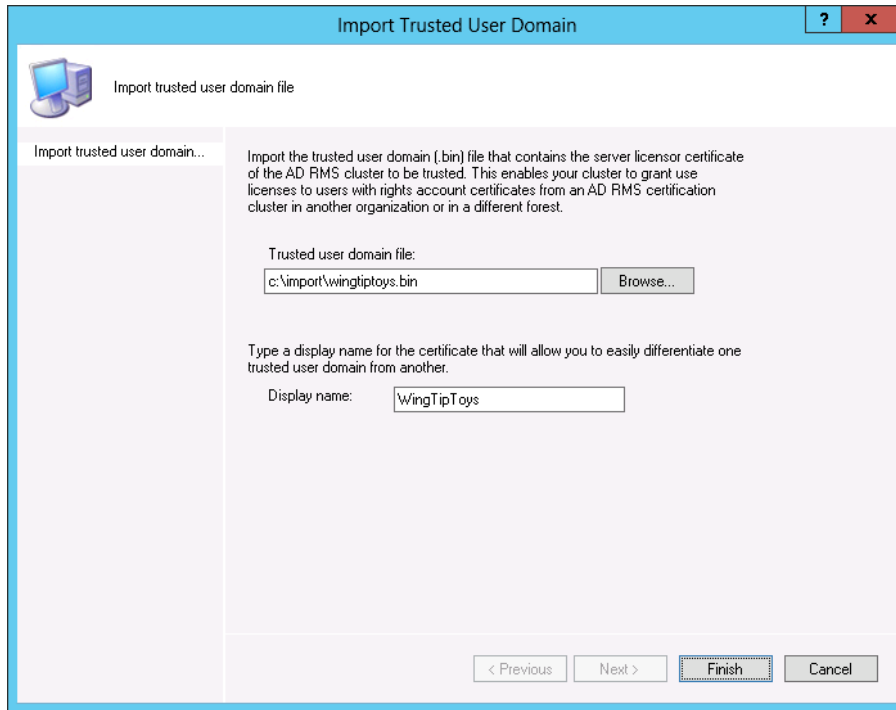 Import Trusted User Domain
?
x
Import trusted user domain file
Import trusted user domain...
Import the trusted user domain (.bin) file that contains the server licensor certificate
of the AD RMS cluster to be trusted. This enables your cluster to grant use
licenses to users with rights account certificates from an AD RMS certification
cluster in another organization or in a different forest.
Trusted user domain file:
c:\import\wingtiptoys.bin
Browse...
Type a display name for the certificate that will allow you to easily differentiate one
trusted user domain from another.
Display name:
WingTipToys
< Previous
Next >
Finish
Cancel